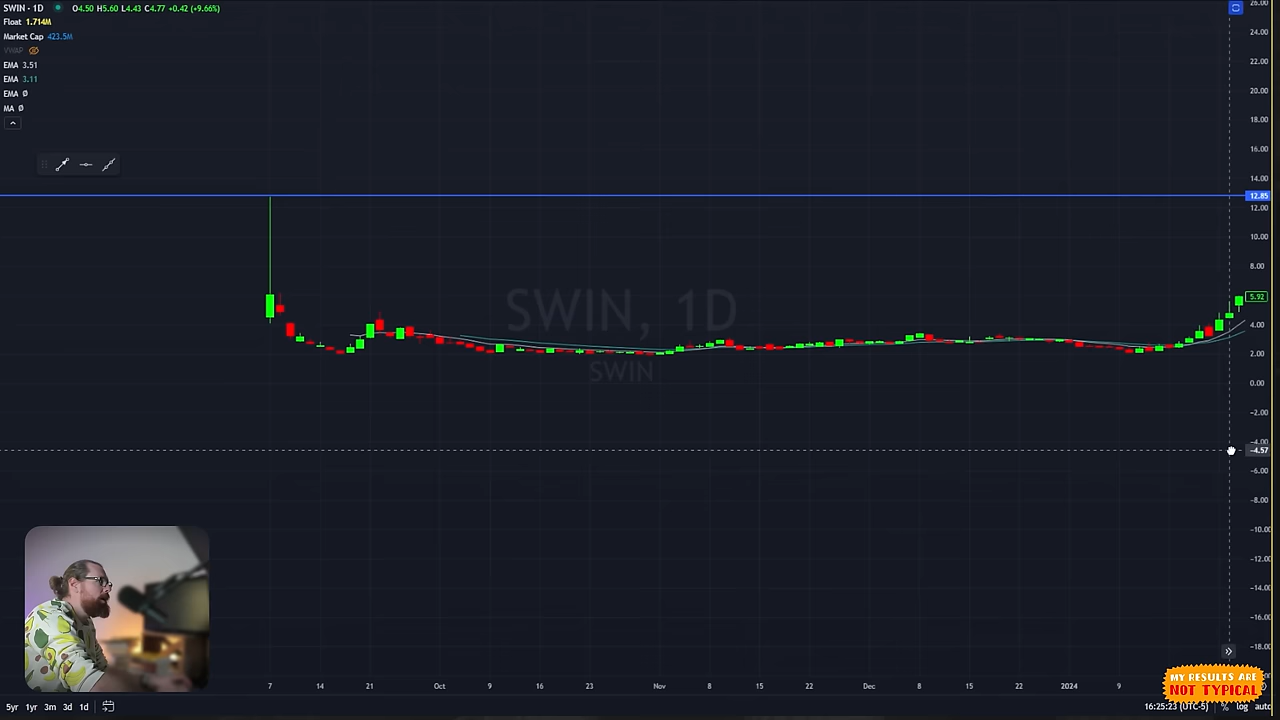 SWIN · 1D O4.50 H5.60 L4.43 C4.77 +0.42 (+9.66%)
Float 1.714M
Market Cap 423.5M
VWAP
EMA 3.51
EMA 3.11
EMA Ø
MA Ø
26.00
24.00
22.00
20.00
18.00
16.00
14.00
12.85
12.00
10.00
8.00
5.92
4.00
2.00
0.00
−2.00
−4.00
−4.57
−6.00
−8.00
−10.00
−12.00
−14.00
−16.00
−18.00
SWIN, 1D
SWIN
7 14 21 Oct 9 16 23 Nov 8 15 22 Dec 8 15 22 2024 9
MY RESULTS ARE
NOT TYPICAL
5yr 1yr 3m 3d 1d 16:25:23 (UTC-5) % log auto